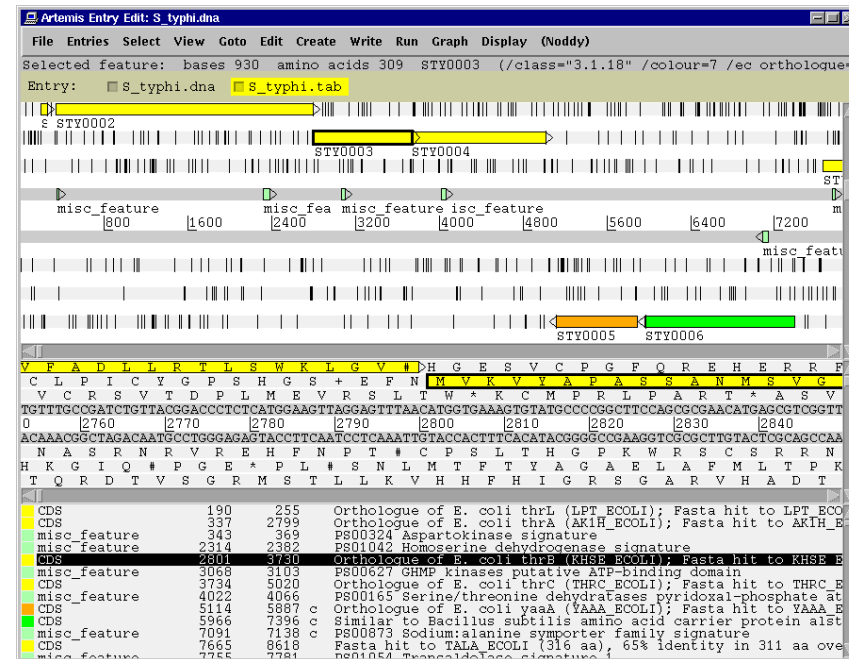 Artemis Entry Edit: S_typhi.dna
File Entries Select View Goto Edit Create Write Run Graph Display (Noddy)
Selected feature: bases 930 amino acids 309 STY0003 (/class="3.1.18" /colour=7 /ec orthologue=
Entry: S_typhi.dna S_typhi.tab
S STY0002
STY0003 STY0004
ST
misc_feature misc_fea misc_feature isc_feature m
800 1600 2400 3200 4000 4800 5600 6400 7200
misc_featu
STY0005 STY0006
V F A D L L R T L S W K L G V # H G E S V C P G F Q R E H E R R F
C L P I C Y G P S H G S + E F N M V K V Y A P A S S A N M S V G
V C R S V T D P L M E V R S L T W * K C M P R L P A R T * A S V
TGTTTGCCGATCTGTTACGGACCCTCTCATGGAAGTTAGGAGTTTAACATGGTGAAAGTGTATGCCCCGGCTTCCAGCGCGAACATGAGCGTCGGTT
0 2760 2770 2780 2790 2800 2810 2820 2830 2840
ACAAACGGCTAGACAATGCCTGGGAGAGTACCTTCAATCCTCAAATTGTACCACTTTCACATACGGGGCCGAAGGTCGCGCTTGTACTCGCAGCCAA
N A S R N R V R E H F N P T # C P S L T H G P K W R S C S R R N
H K G I Q # P G E * P L # S N L M T F T Y A G A E L A F M L T P K
T Q R D T V S G R M S T L L K V H H F H I G R S G A R V H A D T
CDS 190 255 Orthologue of E. coli thrL (LPT_ECOLI); Fasta hit to LPT_ECO
CDS 337 2799 Orthologue of E. coli thrA (AK1H_ECOLI); Fasta hit to AK1H_E
misc_feature 343 369 PS00324 Aspartokinase signature
misc_feature 2314 2382 PS01042 Homoserine dehydrogenase signature
CDS 2801 3730 Orthologue of E. coli thrB (KHSE_ECOLI); Fasta hit to KHSE_E
misc_feature 3068 3103 PS00627 GHMP kinases putative ATP-binding domain
CDS 3734 5020 Orthologue of E. coli thrC (THRC_ECOLI); Fasta hit to THRC_E
misc_feature 4022 4066 PS00165 Serine/threonine dehydratases pyridoxal-phosphate at
CDS 5114 5887 c Orthologue of E. coli yaaA (YAAA_ECOLI); Fasta hit to YAAA_E
CDS 5966 7396 c Similar to Bacillus subtilis amino acid carrier protein alst
misc_feature 7091 7138 c PS00873 Sodium:alanine symporter family signature
CDS 7665 8618 Fasta hit to TALA_ECOLI (316 aa), 65% identity in 311 aa ove
misc_feature 7755 7781 PS01054 Transaldolase signature 1